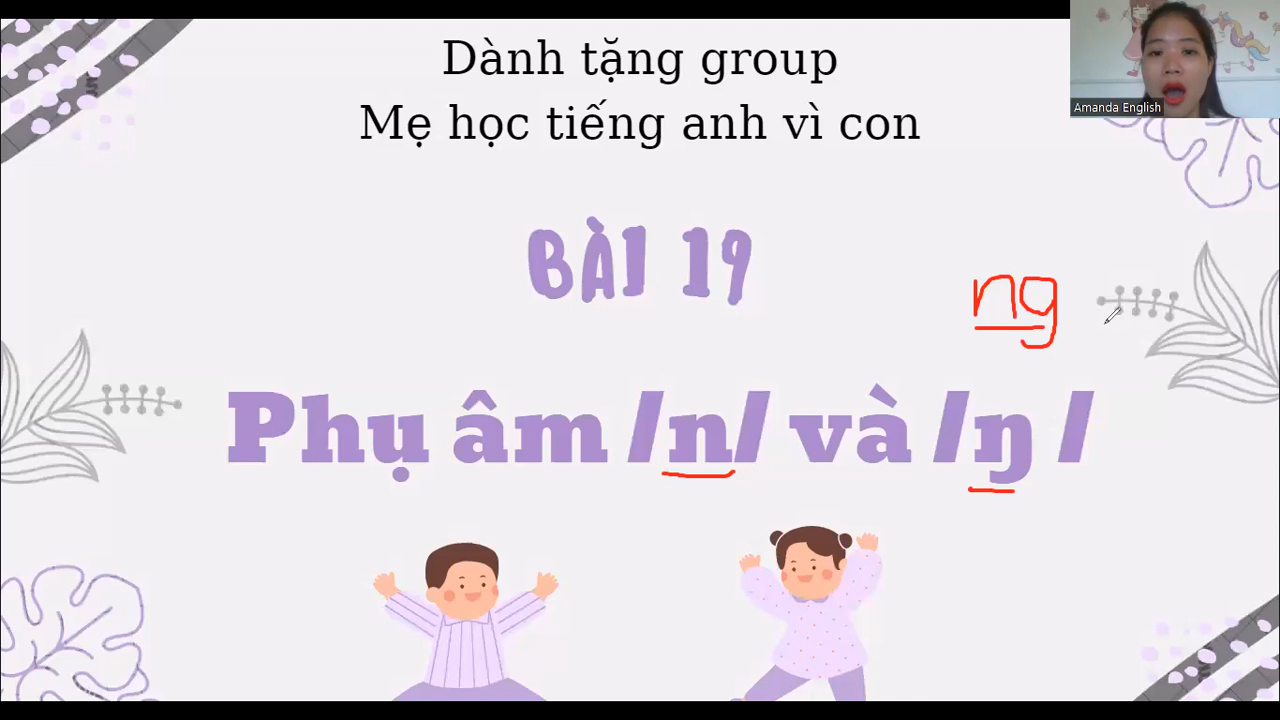 Dành tặng group
Mẹ học tiếng anh vì con
Amanda English
BÀI 19
ng
Phụ âm /n/ và /ŋ /